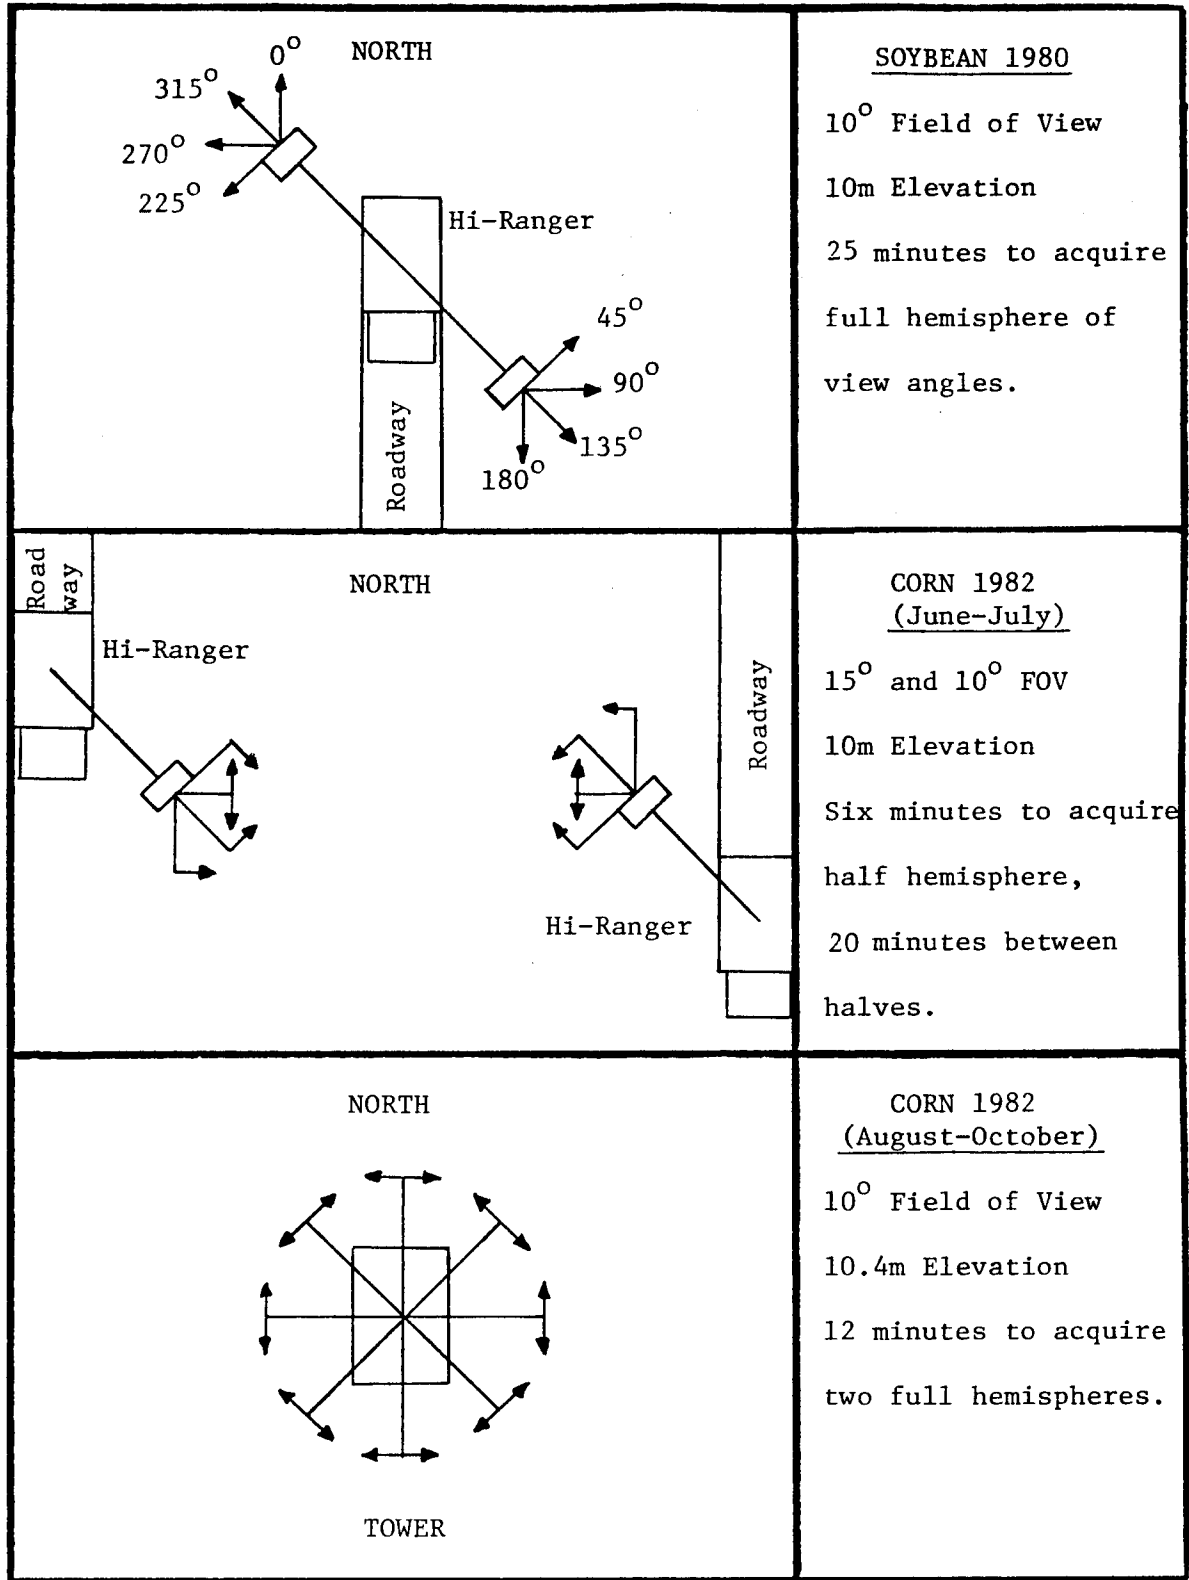 NORTH
0°
315°
270°
225°
Hi-Ranger
45°
90°
135°
180°
Roadway
SOYBEAN 1980
10° Field of View
10m Elevation
25 minutes to acquire
full hemisphere of
view angles.
Road
way
NORTH
Hi-Ranger
Roadway
Hi-Ranger
CORN 1982
(June-July)
15° and 10° FOV
10m Elevation
Six minutes to acquire
half hemisphere,
20 minutes between
halves.
NORTH
TOWER
CORN 1982
(August-October)
10° Field of View
10.4m Elevation
12 minutes to acquire
two full hemispheres.